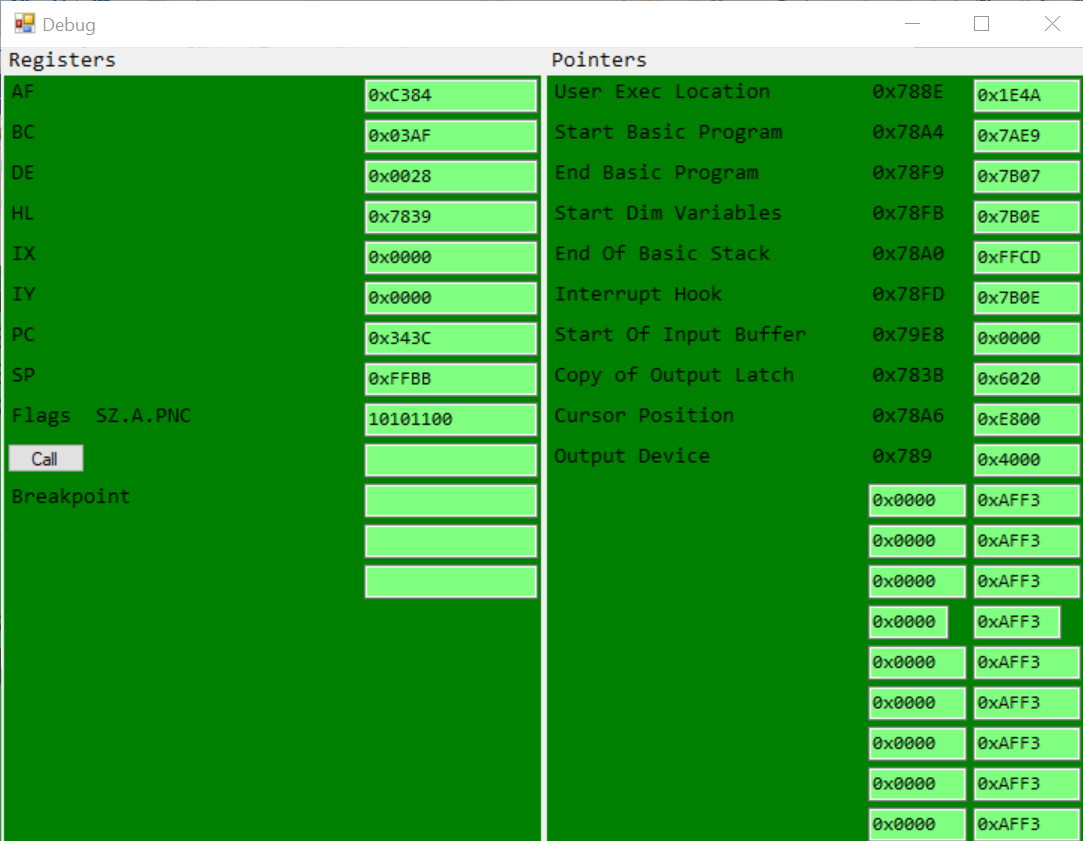 Debug
Registers Pointers
AF 0xC384 User Exec Location 0x788E 0x1E4A
BC 0x03AF Start Basic Program 0x78A4 0x7AE9
DE 0x0028 End Basic Program 0x78F9 0x7B07
HL 0x7839 Start Dim Variables 0x78FB 0x7B0E
IX 0x0000 End Of Basic Stack 0x78A0 0xFFCD
IY 0x0000 Interrupt Hook 0x78FD 0x7B0E
PC 0x343C Start Of Input Buffer 0x79E8 0x0000
SP 0xFFBB Copy of Output Latch 0x783B 0x6020
Flags SZ.A.PNC 10101100 Cursor Position 0x78A6 0xE800
Call Output Device 0x789 0x4000
Breakpoint 0x0000 0xAFF3
0x0000 0xAFF3
0x0000 0xAFF3
0x0000 0xAFF3
0x0000 0xAFF3
0x0000 0xAFF3
0x0000 0xAFF3
0x0000 0xAFF3
0x0000 0xAFF3